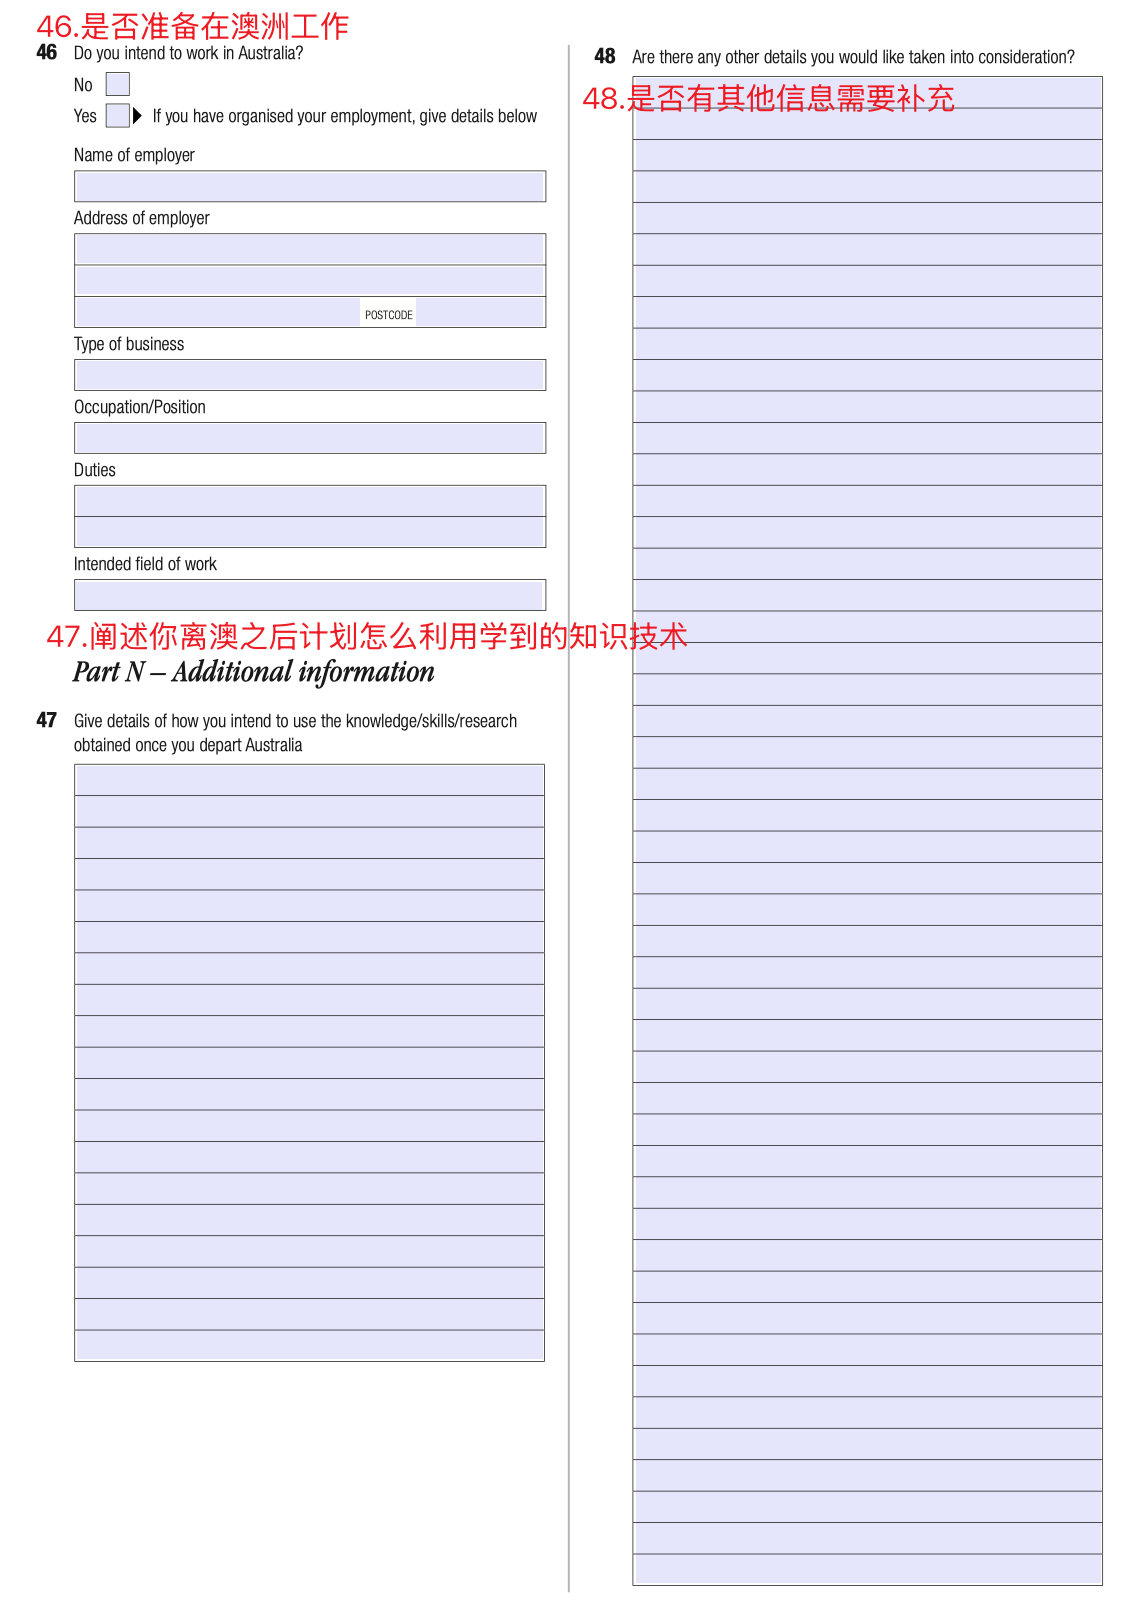 46.是否准备在澳洲工作
46 Do you intend to work in Australia?
No
Yes If you have organised your employment, give details below
Name of employer
Address of employer
POSTCODE
Type of business
Occupation/Position
Duties
Intended field of work
47.阐述你离澳之后计划怎么利用学到的知识技术
Part N – Additional information
47 Give details of how you intend to use the knowledge/skills/research
obtained once you depart Australia
48 Are there any other details you would like taken into consideration?
48.是否有其他信息需要补充